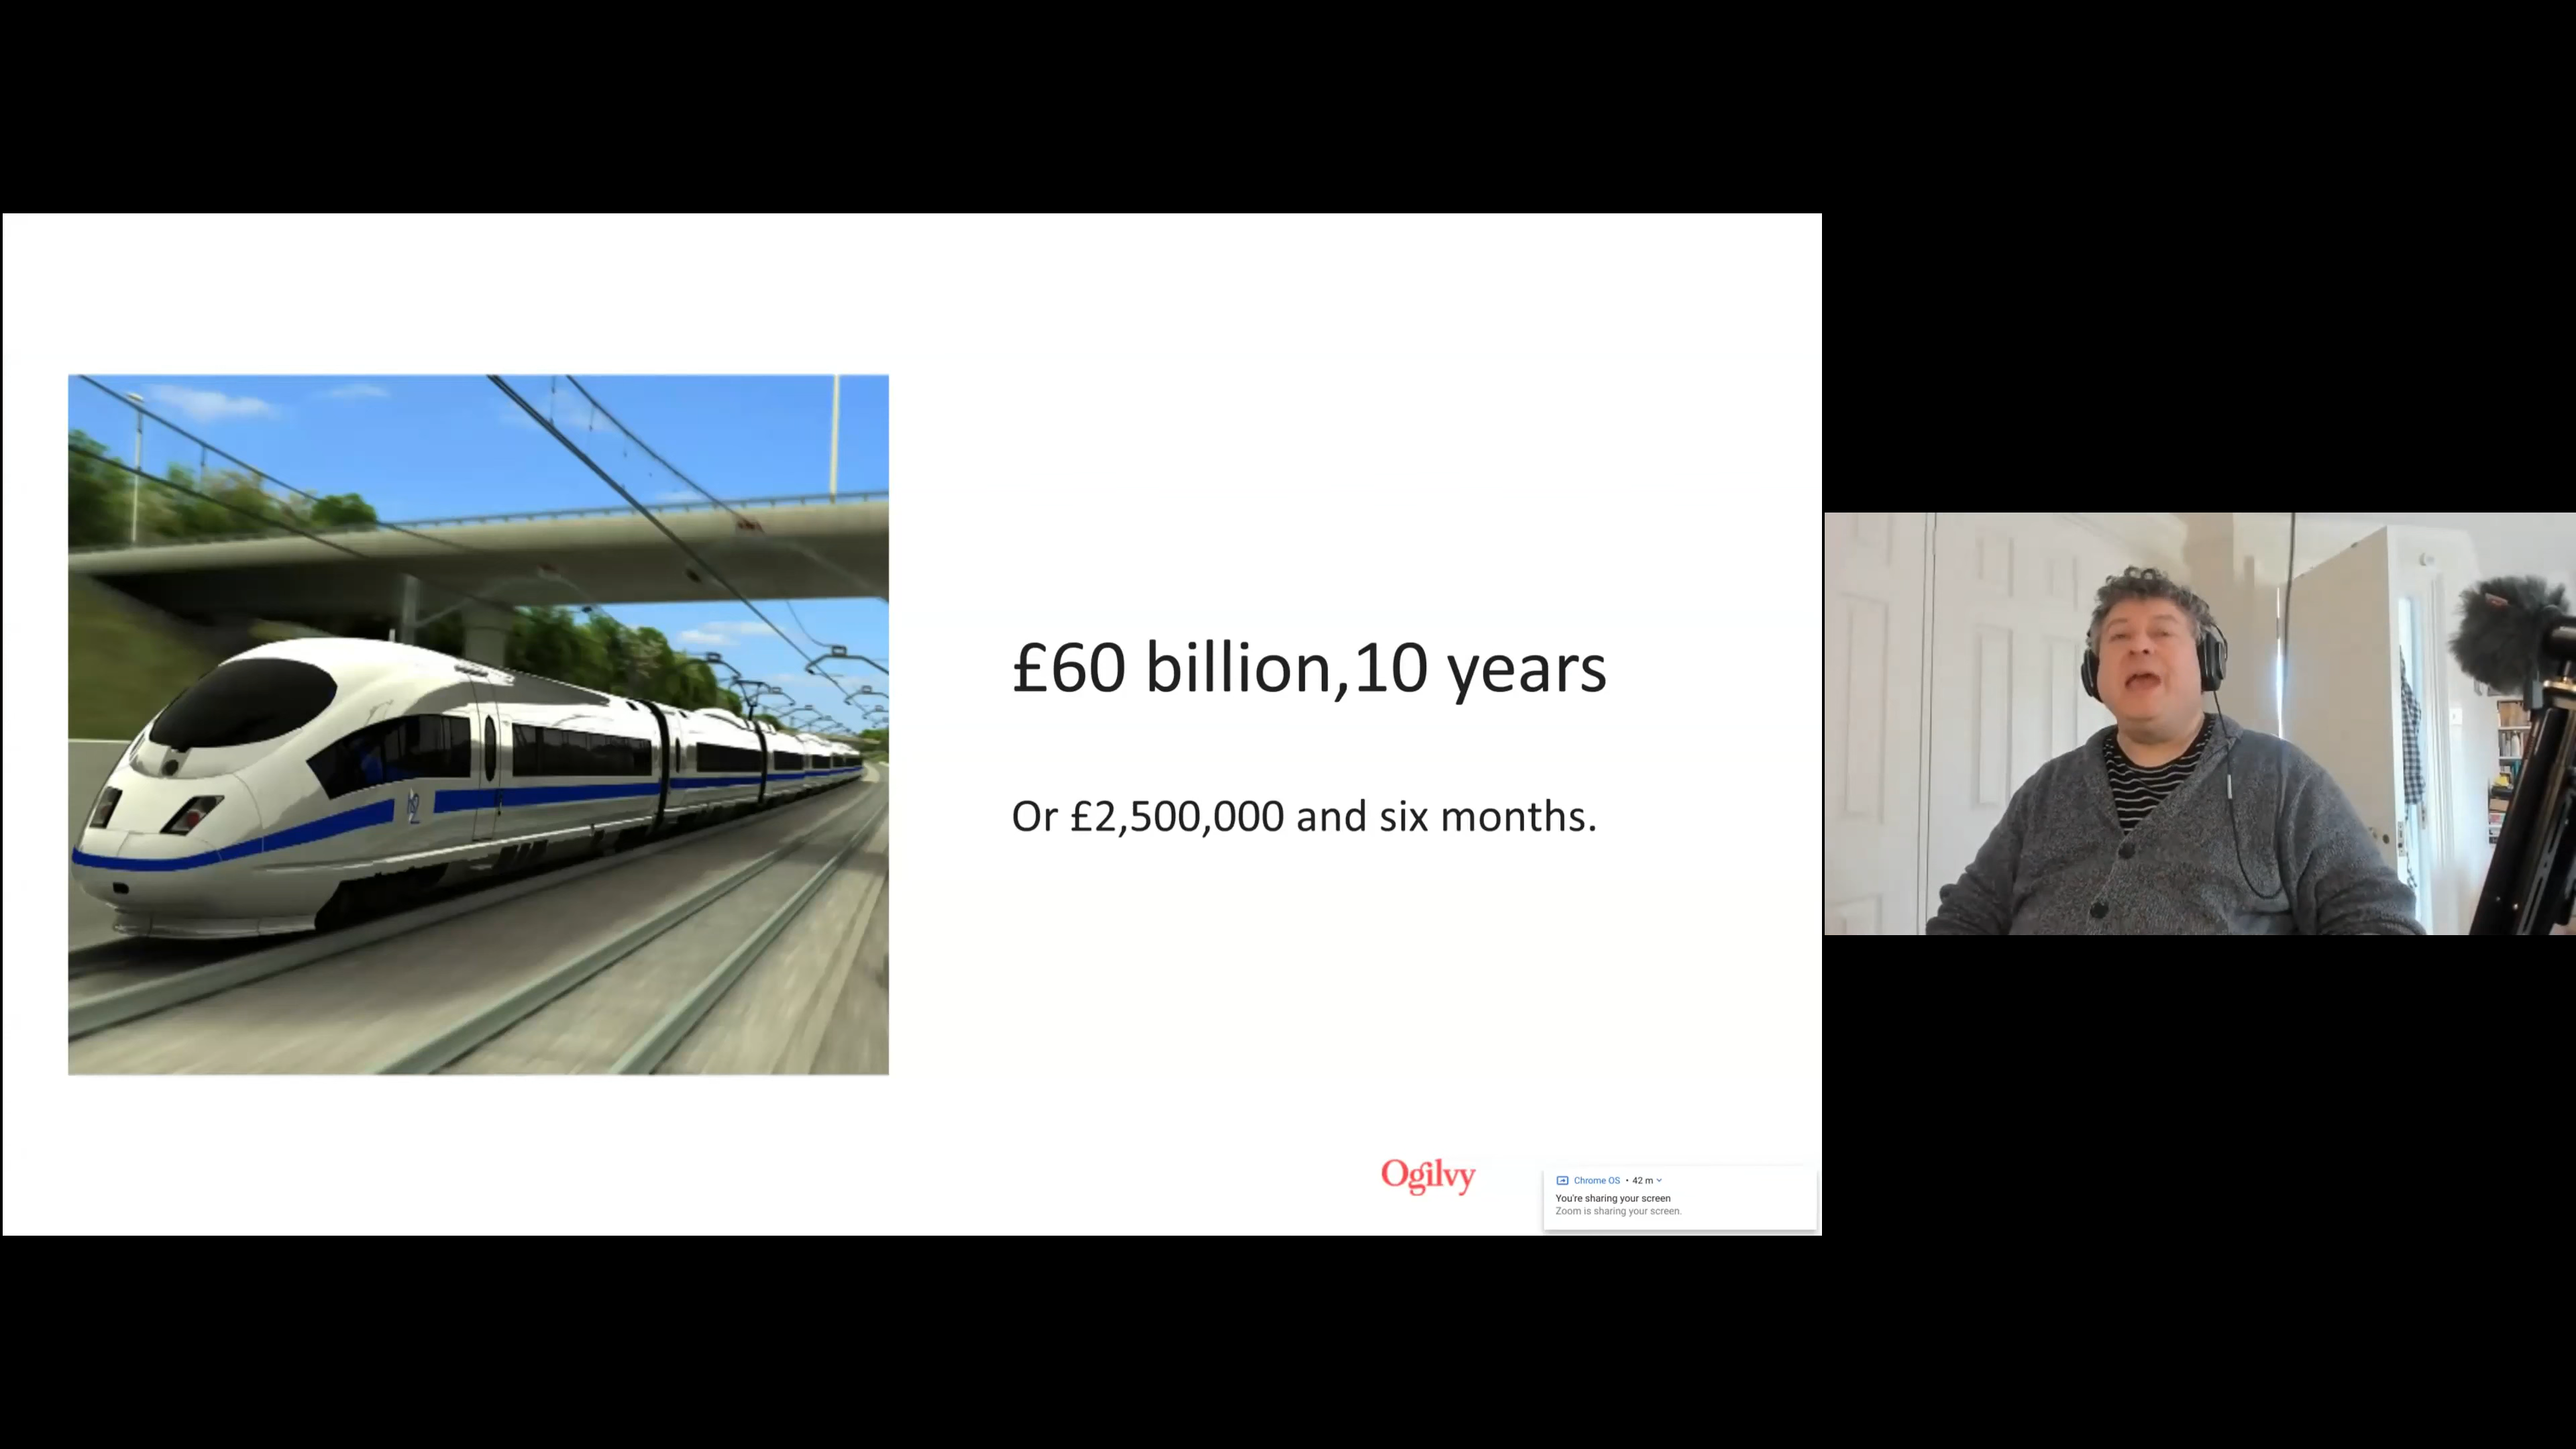 £60 billion,10 years
Or £2,500,000 and six months.
Ogilvy
Chrome OS • 42 m
You're sharing your screen
Zoom is sharing your screen.